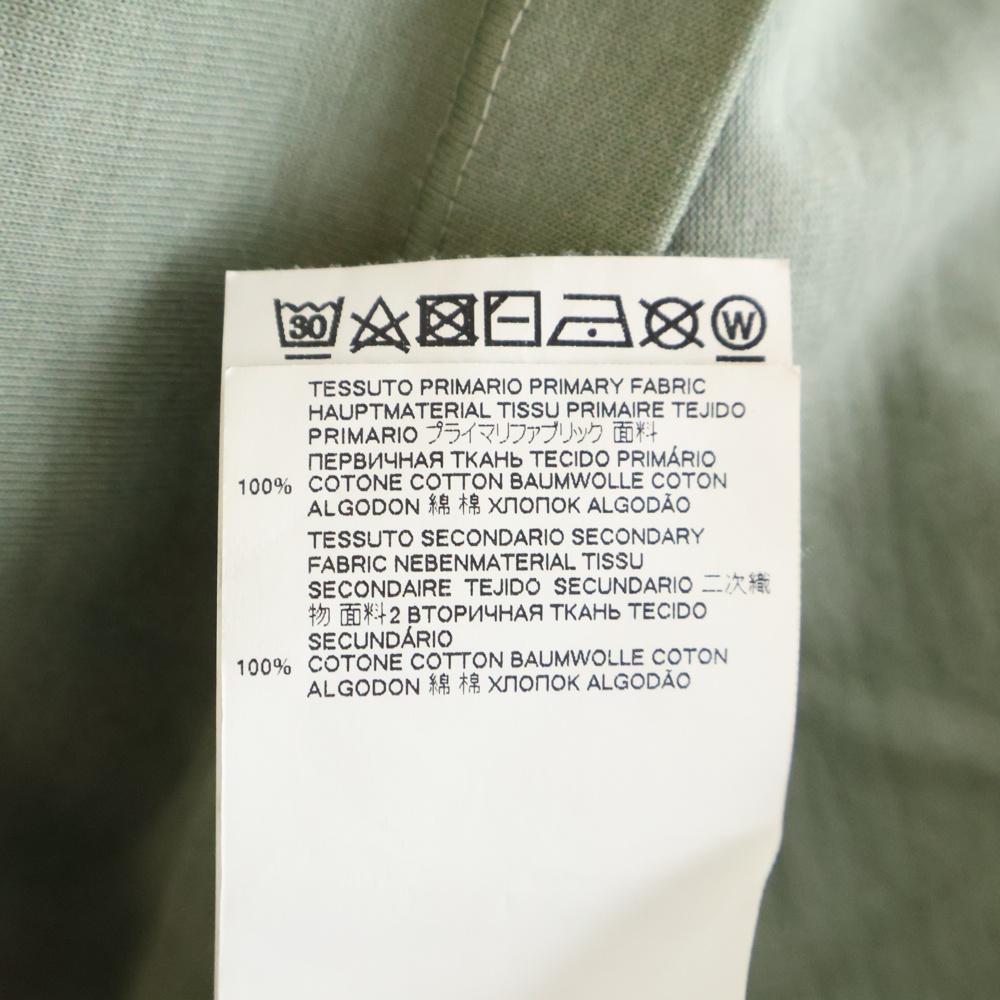 30 W
TESSUTO PRIMARIO PRIMARY FABRIC
HAUPTMATERIAL TISSU PRIMAIRE TEJIDO
PRIMARIO プライマリファブリック 面料
ПЕРВИЧНАЯ ТКАНЬ TECIDO PRIMÁRIO
100% COTONE COTTON BAUMWOLLE COTON
ALGODON 綿 棉 ХЛОПОК ALGODÃO
TESSUTO SECONDARIO SECONDARY
FABRIC NEBENMATERIAL TISSU
SECONDAIRE TEJIDO SECUNDARIO 二次織
物 面料2 ВТОРИЧНАЯ ТКАНЬ TECIDO
SECUNDÁRIO
100% COTONE COTTON BAUMWOLLE COTON
ALGODON 綿 棉 ХЛОПОК ALGODÃO